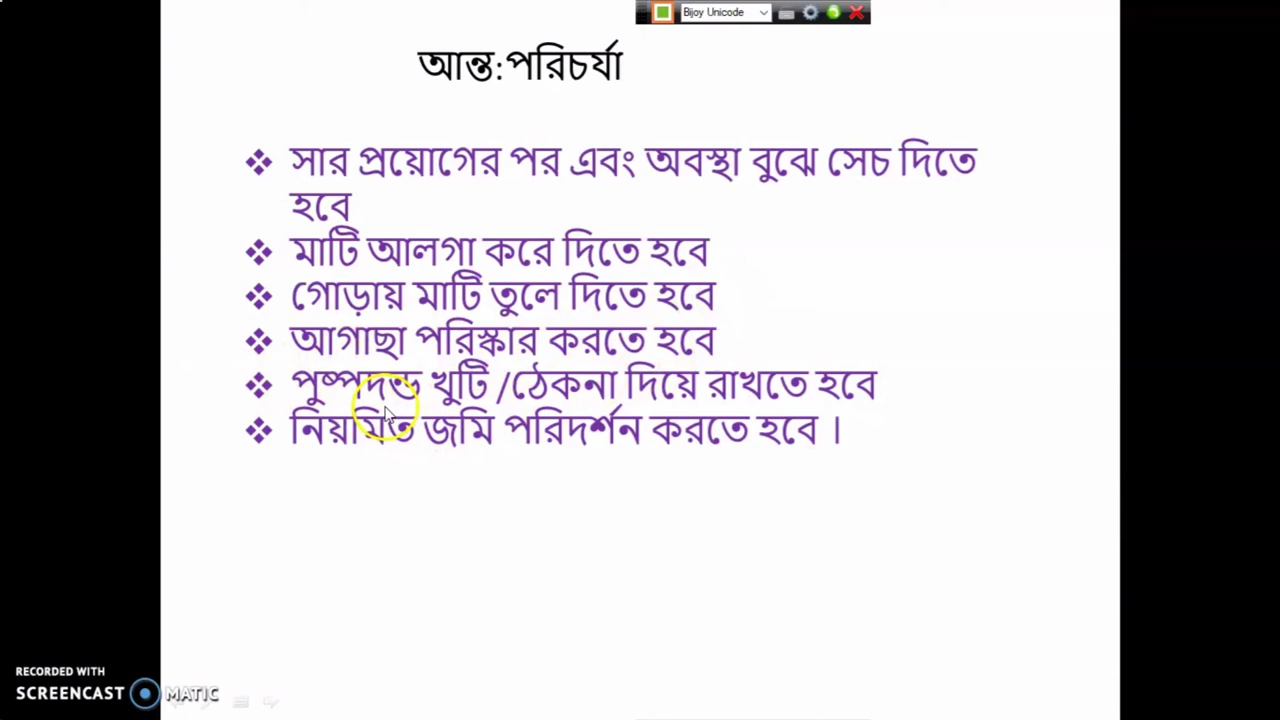 Bijoy Unicode
আন্ত:পরিচর্যা
❖ সার প্রয়োগের পর এবং অবস্থা বুঝে সেচ দিতে
হবে
❖ মাটি আলগা করে দিতে হবে
❖ গোড়ায় মাটি তুলে দিতে হবে
❖ আগাছা পরিস্কার করতে হবে
❖ পুষ্পদন্ড খুটি /ঠেকনা দিয়ে রাখতে হবে
❖ নিয়মিত জমি পরিদর্শন করতে হবে ।
RECORDED WITH
SCREENCAST MATIC